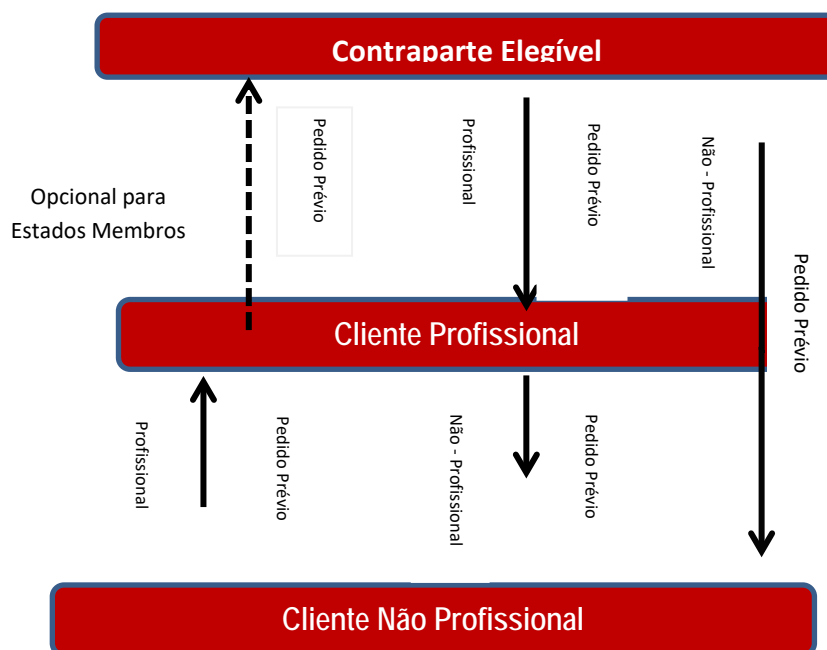 Contraparte Elegível
Pedido Prévio
Profissional
Pedido Prévio
Não - Profissional
Opcional para
Estados Membros
Pedido Prévio
Cliente Profissional
Profissional
Pedido Prévio
Não - Profissional
Pedido Prévio
Cliente Não Profissional